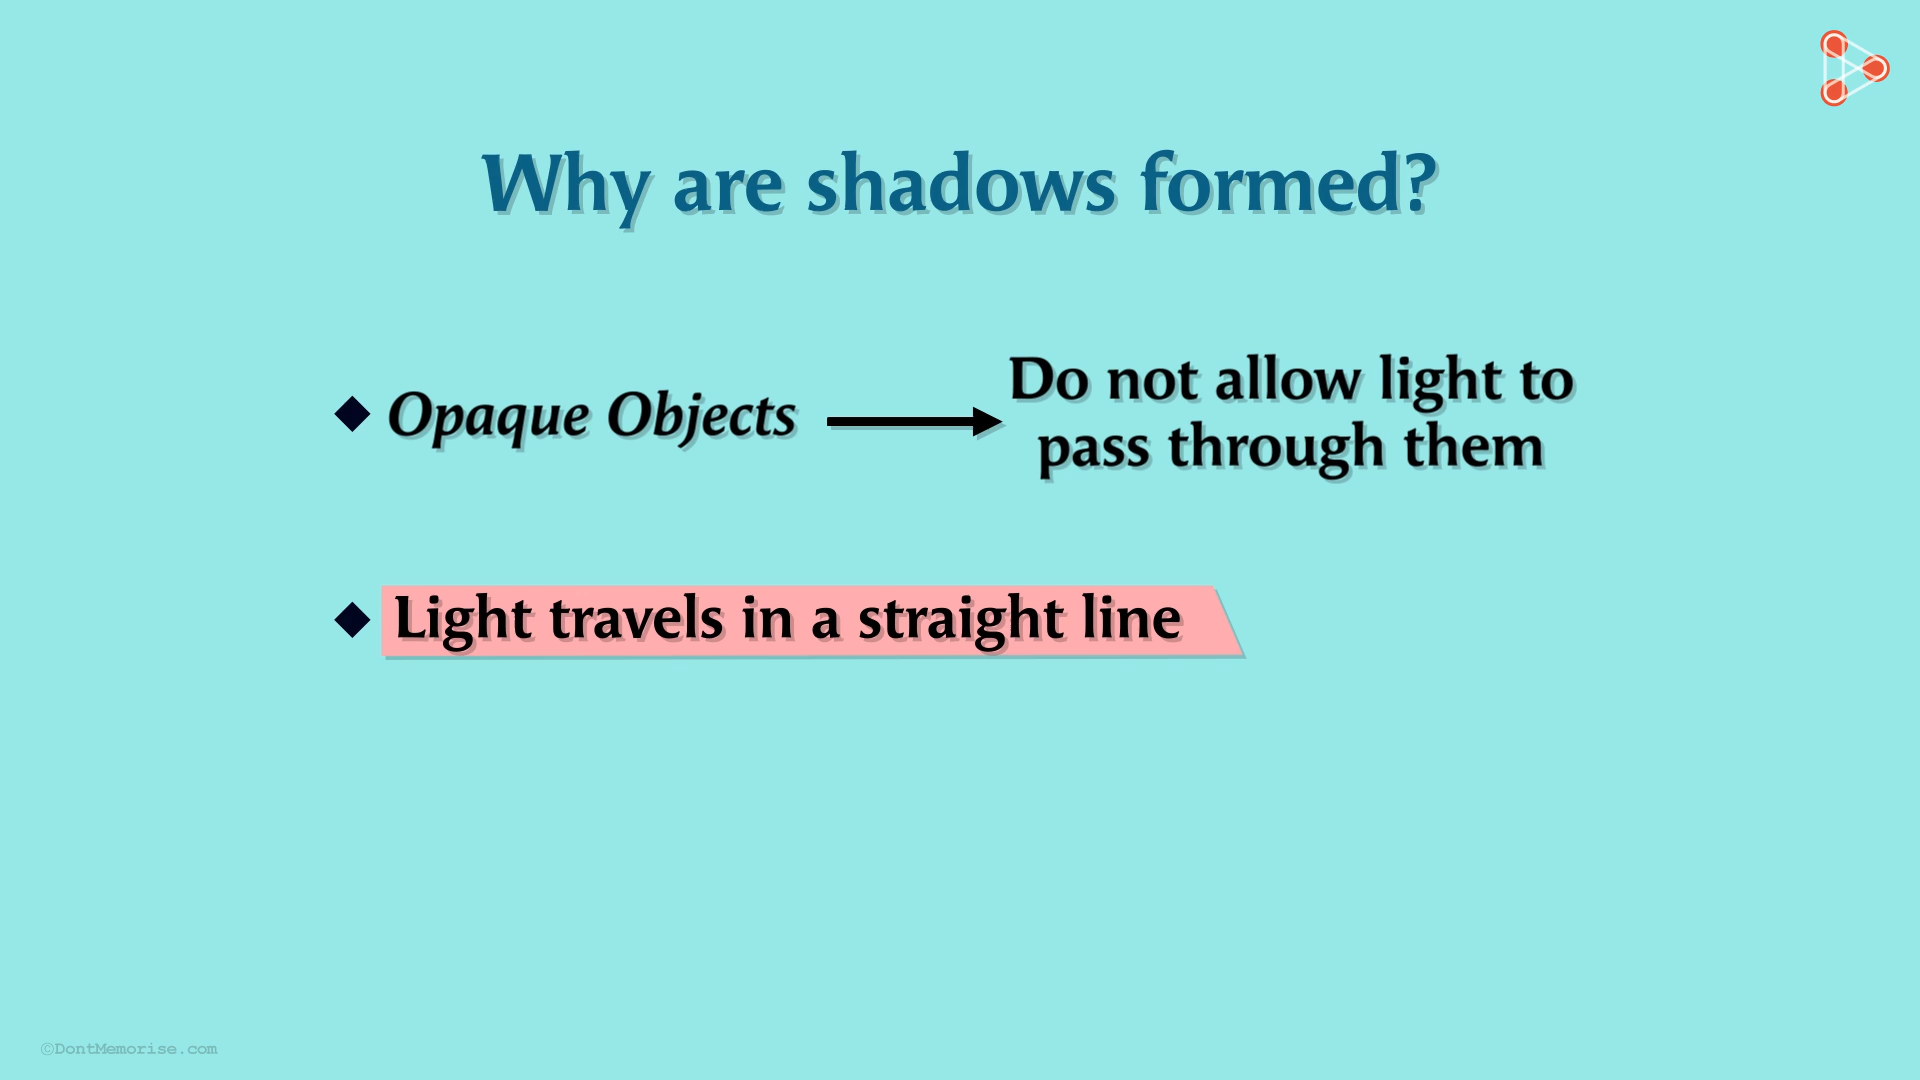 Why are shadows formed?
◆ Opaque Objects → Do not allow light to
pass through them
◆ Light travels in a straight line
©DontMemorise.com